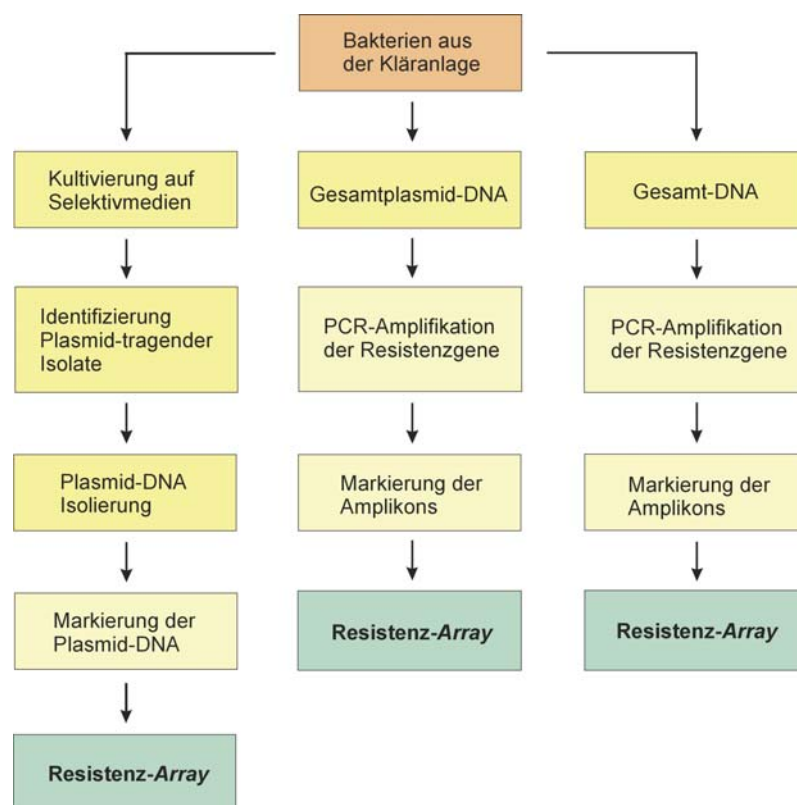 Bakterien aus
der Kläranlage
Kultivierung auf
Selektivmedien
Identifizierung
Plasmid-tragender
Isolate
Plasmid-DNA
Isolierung
Markierung der
Plasmid-DNA
Resistenz-Array
Gesamtplasmid-DNA
PCR-Amplifikation
der Resistenzgene
Markierung der
Amplikons
Resistenz-Array
Gesamt-DNA
PCR-Amplifikation
der Resistenzgene
Markierung der
Amplikons
Resistenz-Array